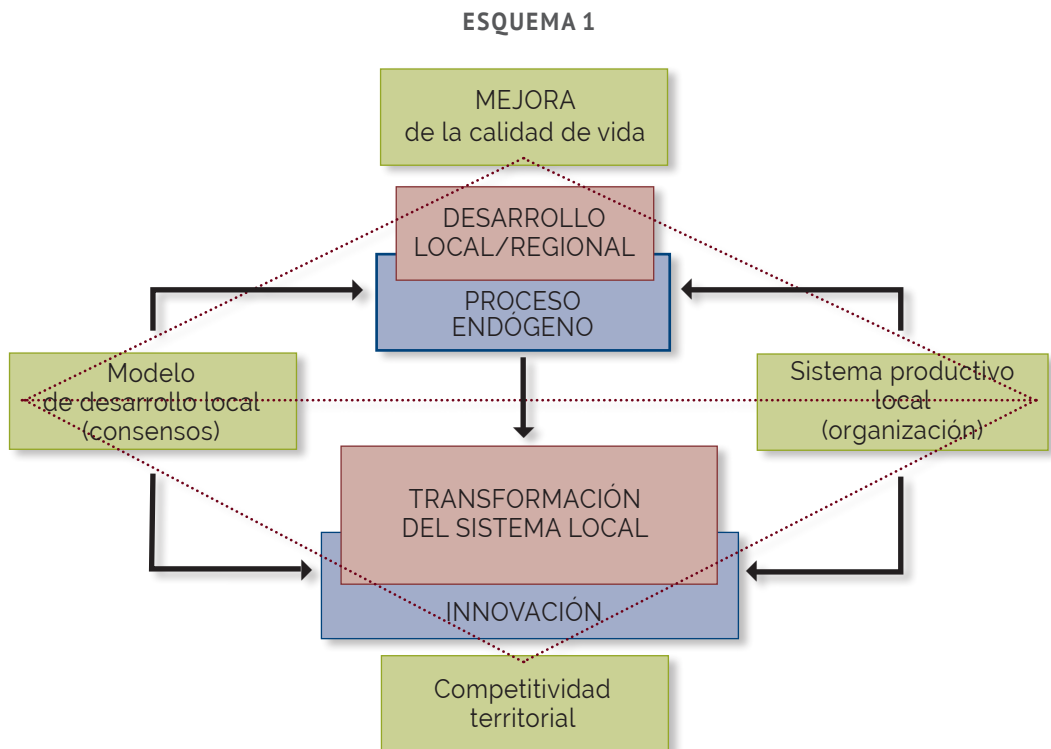 ESQUEMA 1
MEJORA
de la calidad de vida
DESARROLLO
LOCAL/REGIONAL
PROCESO
ENDÓGENO
Modelo
de desarrollo local
(consensos)
Sistema productivo
local
(organización)
TRANSFORMACIÓN
DEL SISTEMA LOCAL
INNOVACIÓN
Competitividad
territorial